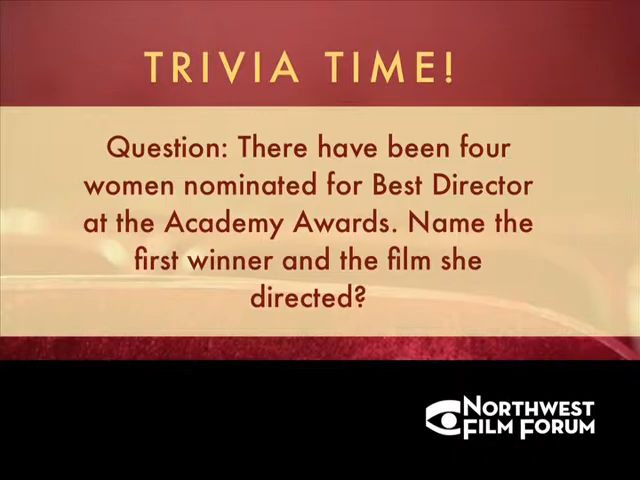 TRIVIA TIME!
Question: There have been four
women nominated for Best Director
at the Academy Awards. Name the
first winner and the film she
directed?
NORTHWEST
FILM FORUM